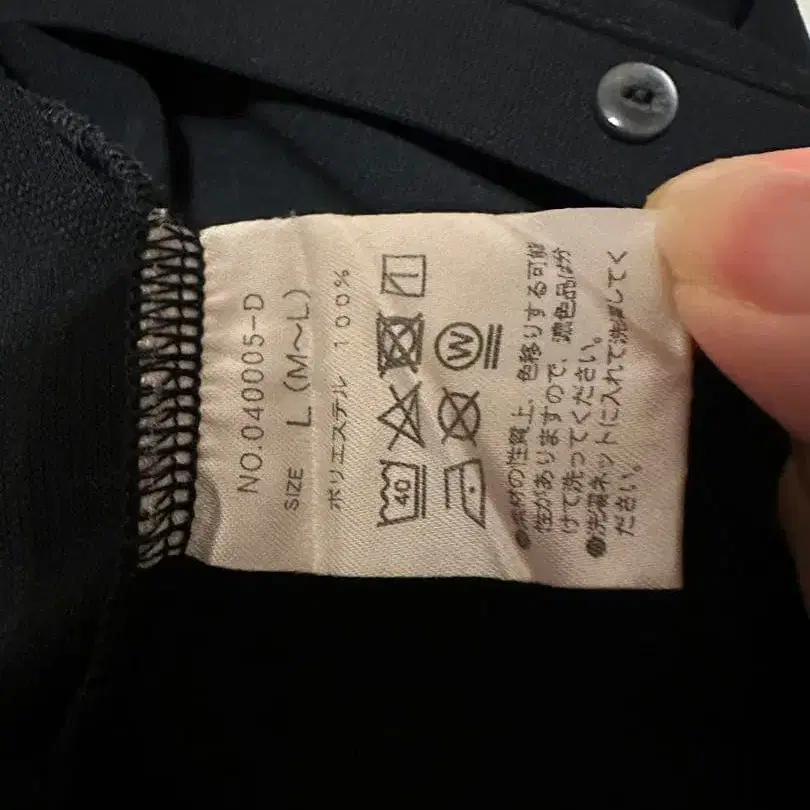 NO.040005-D
SIZE L(M～L)
ポリエステル 100%
40
W
●素材の性質上、色移りする可能
性がありますので、濃色品は分
けて洗ってください。
●洗濯ネットに入れて洗濯してく
ださい。